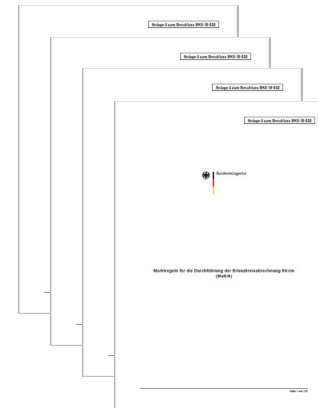 Anlage 4 zum Beschluss BK6-18-032
Anlage 4 zum Beschluss BK6-18-032
Anlage 4 zum Beschluss BK6-18-032
Anlage 4 zum Beschluss BK6-18-032
Bundesnetzagentur
Marktregeln für die Durchführung der Bilanzkreisabrechnung Strom
(MaBiS)